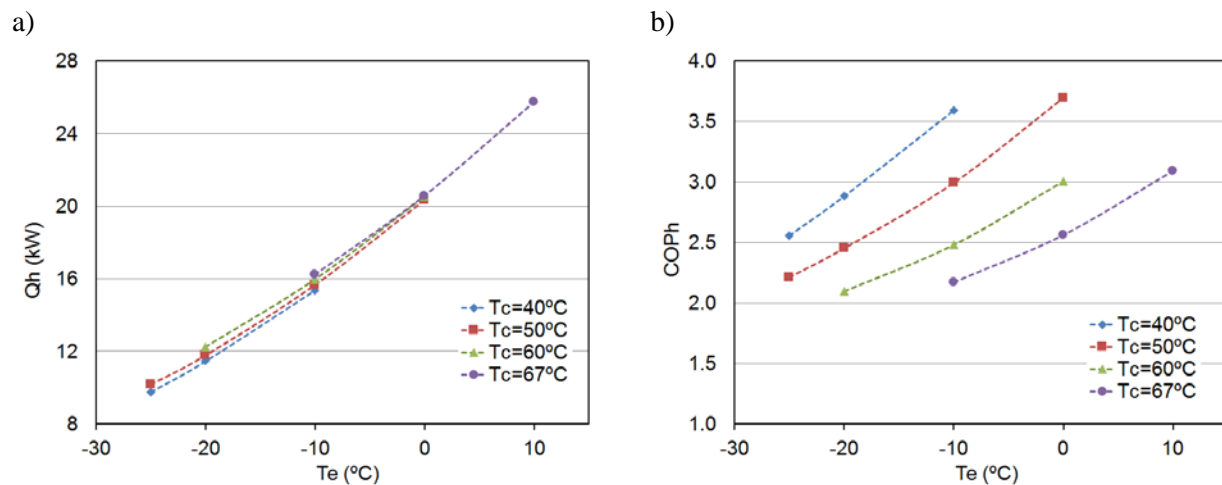 a)
28
24
20
16
12
8
Qh (kW)
-30
-20
-10
0
10
Te (ºC)
Tc=40ºC
Tc=50ºC
Tc=60ºC
Tc=67ºC
b)
4.0
3.5
3.0
2.5
2.0
1.5
1.0
COPh
-30
-20
-10
0
10
Te (ºC)
Tc=40ºC
Tc=50ºC
Tc=60ºC
Tc=67ºC